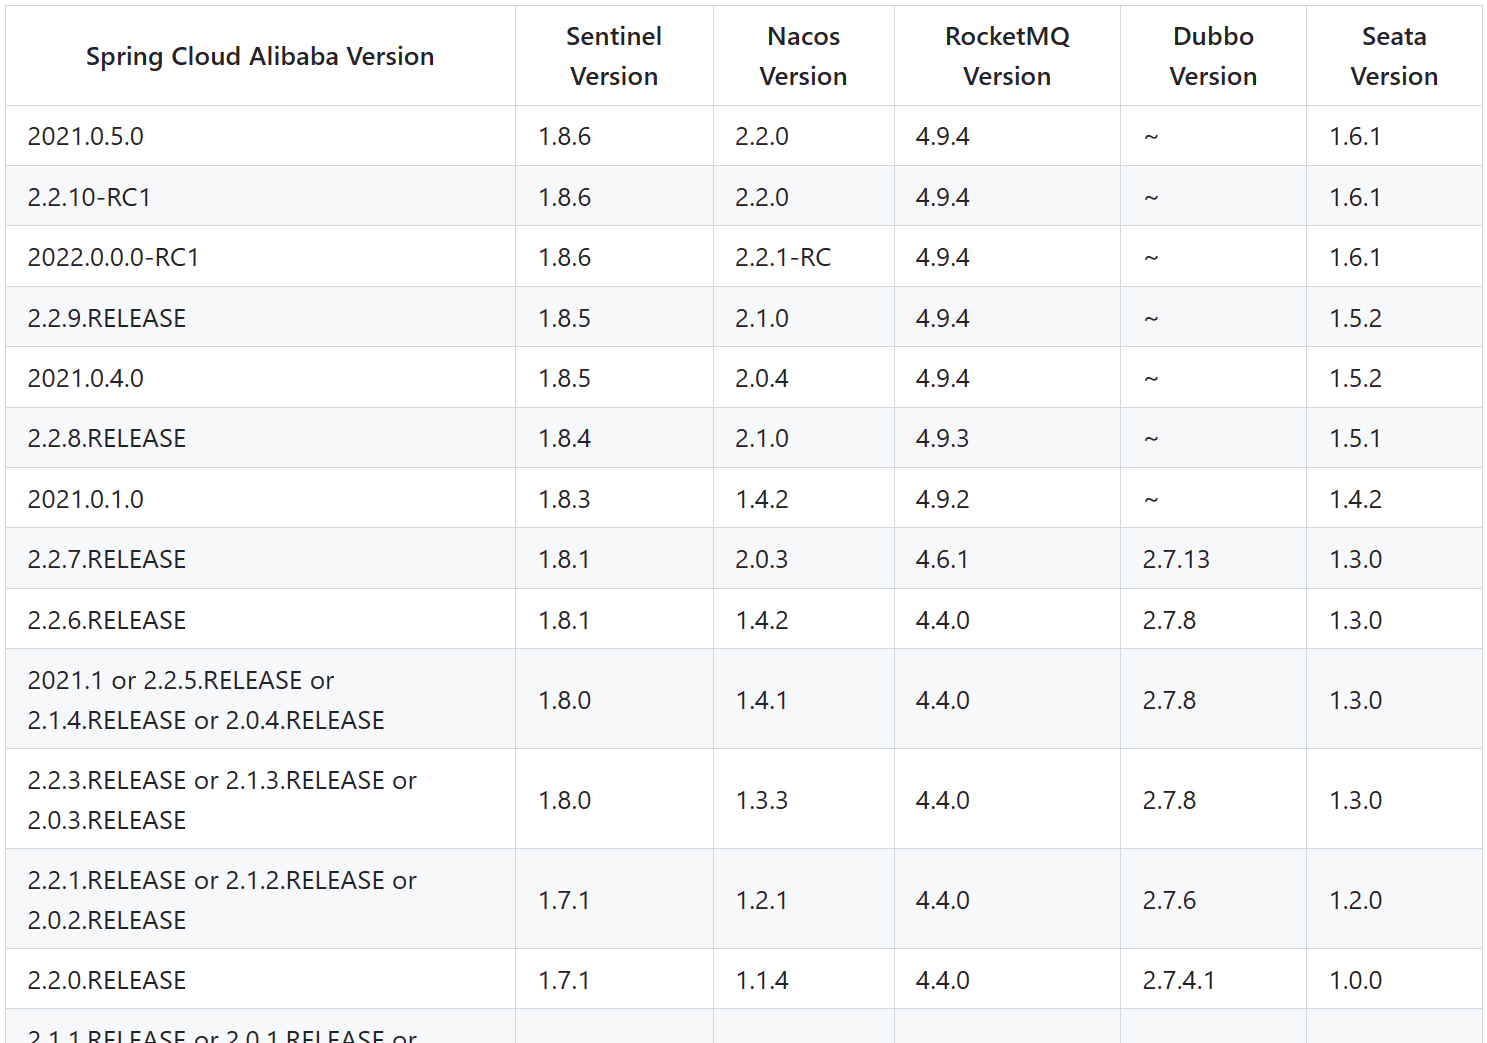 Spring Cloud Alibaba Version Sentinel Version Nacos Version RocketMQ Version Dubbo Version Seata Version
2021.0.5.0 1.8.6 2.2.0 4.9.4 ~ 1.6.1
2.2.10-RC1 1.8.6 2.2.0 4.9.4 ~ 1.6.1
2022.0.0.0-RC1 1.8.6 2.2.1-RC 4.9.4 ~ 1.6.1
2.2.9.RELEASE 1.8.5 2.1.0 4.9.4 ~ 1.5.2
2021.0.4.0 1.8.5 2.0.4 4.9.4 ~ 1.5.2
2.2.8.RELEASE 1.8.4 2.1.0 4.9.3 ~ 1.5.1
2021.0.1.0 1.8.3 1.4.2 4.9.2 ~ 1.4.2
2.2.7.RELEASE 1.8.1 2.0.3 4.6.1 2.7.13 1.3.0
2.2.6.RELEASE 1.8.1 1.4.2 4.4.0 2.7.8 1.3.0
2021.1 or 2.2.5.RELEASE or
2.1.4.RELEASE or 2.0.4.RELEASE 1.8.0 1.4.1 4.4.0 2.7.8 1.3.0
2.2.3.RELEASE or 2.1.3.RELEASE or
2.0.3.RELEASE 1.8.0 1.3.3 4.4.0 2.7.8 1.3.0
2.2.1.RELEASE or 2.1.2.RELEASE or
2.0.2.RELEASE 1.7.1 1.2.1 4.4.0 2.7.6 1.2.0
2.2.0.RELEASE 1.7.1 1.1.4 4.4.0 2.7.4.1 1.0.0
2.1.1.RELEASE or 2.0.1.RELEASE or